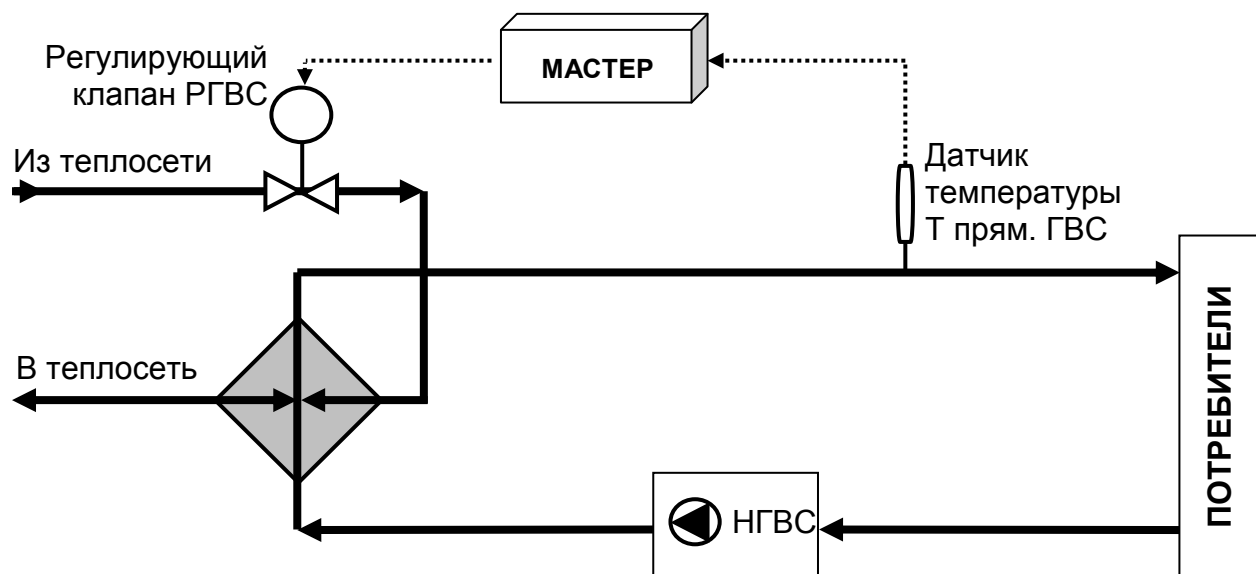 Регулирующий
клапан РГВС
МАСТЕР
Из теплосети
Датчик
температуры
Т прям. ГВС
В теплосеть
ПОТРЕБИТЕЛИ
НГВС